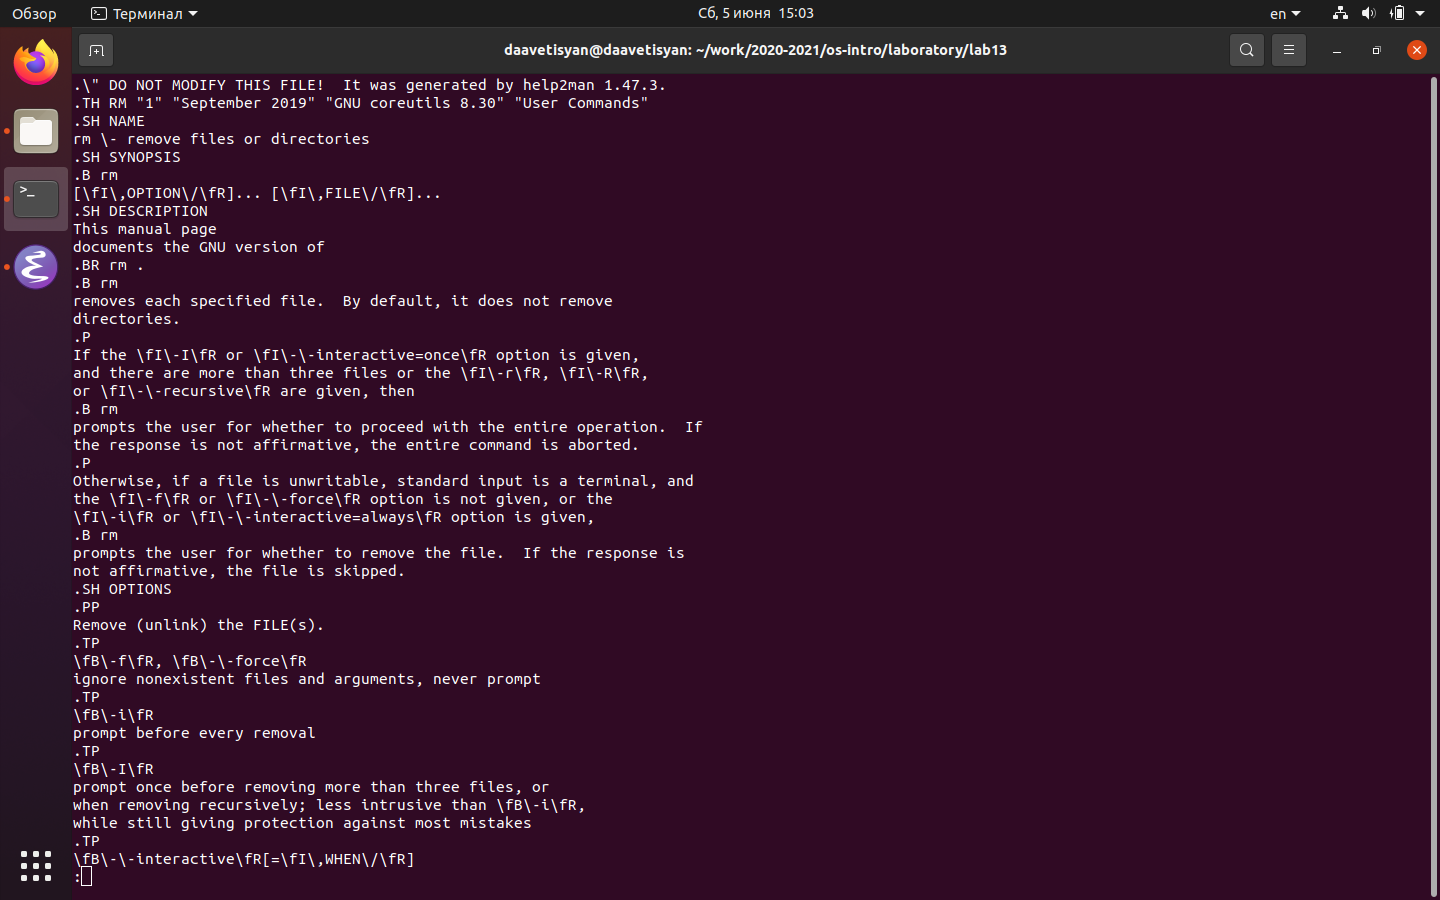 Обзор
Терминал
Сб, 5 июня 15:03
en
daavetisyan@daavetisyan: ~/work/2020-2021/os-intro/laboratory/lab13
.\" DO NOT MODIFY THIS FILE!  It was generated by help2man 1.47.3.
.TH RM "1" "September 2019" "GNU coreutils 8.30" "User Commands"
.SH NAME
rm \- remove files or directories
.SH SYNOPSIS
.B rm
[\fI\,OPTION\/\fR]... [\fI\,FILE\/\fR]...
.SH DESCRIPTION
This manual page
documents the GNU version of
.BR rm .
.B rm
removes each specified file.  By default, it does not remove
directories.
.P
If the \fI\-I\fR or \fI\-\-interactive=once\fR option is given,
and there are more than three files or the \fI\-r\fR, \fI\-R\fR,
or \fI\-\-recursive\fR are given, then
.B rm
prompts the user for whether to proceed with the entire operation.  If
the response is not affirmative, the entire command is aborted.
.P
Otherwise, if a file is unwritable, standard input is a terminal, and
the \fI\-f\fR or \fI\-\-force\fR option is not given, or the
\fI\-i\fR or \fI\-\-interactive=always\fR option is given,
.B rm
prompts the user for whether to remove the file.  If the response is
not affirmative, the file is skipped.
.SH OPTIONS
.PP
Remove (unlink) the FILE(s).
.TP
\fB\-f\fR, \fB\-\-force\fR
ignore nonexistent files and arguments, never prompt
.TP
\fB\-i\fR
prompt before every removal
.TP
\fB\-I\fR
prompt once before removing more than three files, or
when removing recursively; less intrusive than \fB\-i\fR,
while still giving protection against most mistakes
.TP
\fB\-\-interactive\fR[=\fI\,WHEN\/\fR]
: